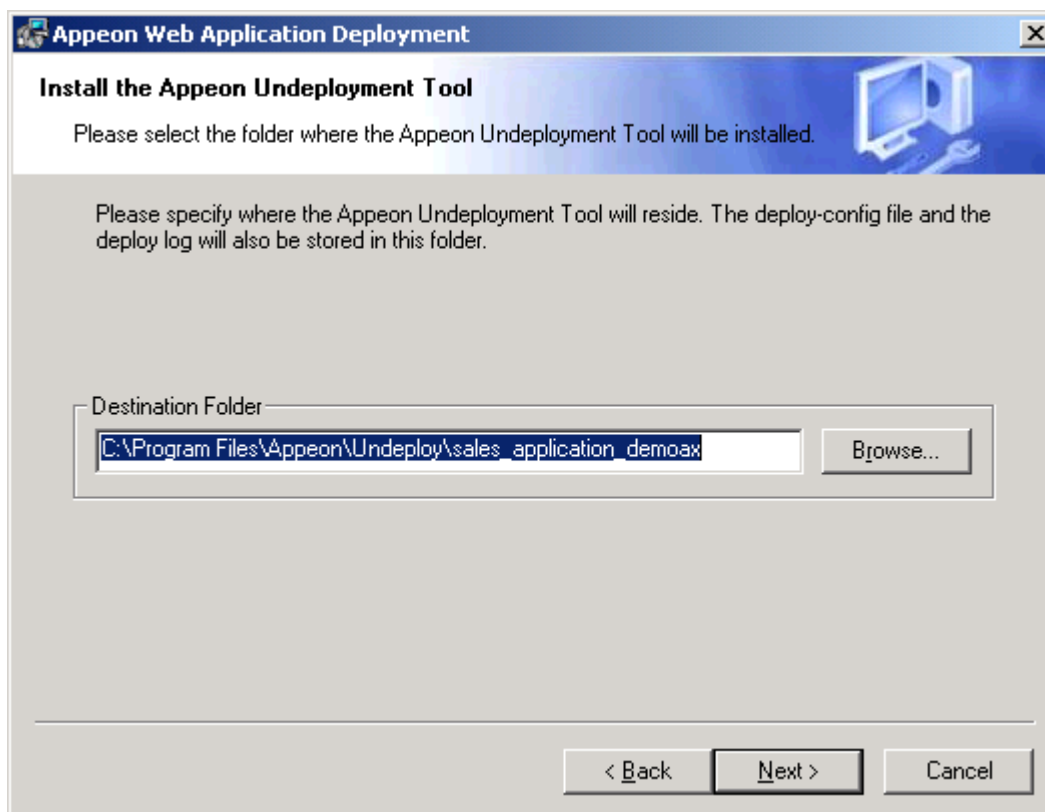 Appeon Web Application Deployment
Install the Appeon Undeployment Tool
Please select the folder where the Appeon Undeployment Tool will be installed.
Please specify where the Appeon Undeployment Tool will reside. The deploy-config file and the
deploy log will also be stored in this folder.
Destination Folder
C:\Program Files\Appeon\Undeploy\sales_application_demoax
Browse...
< Back
Next >
Cancel